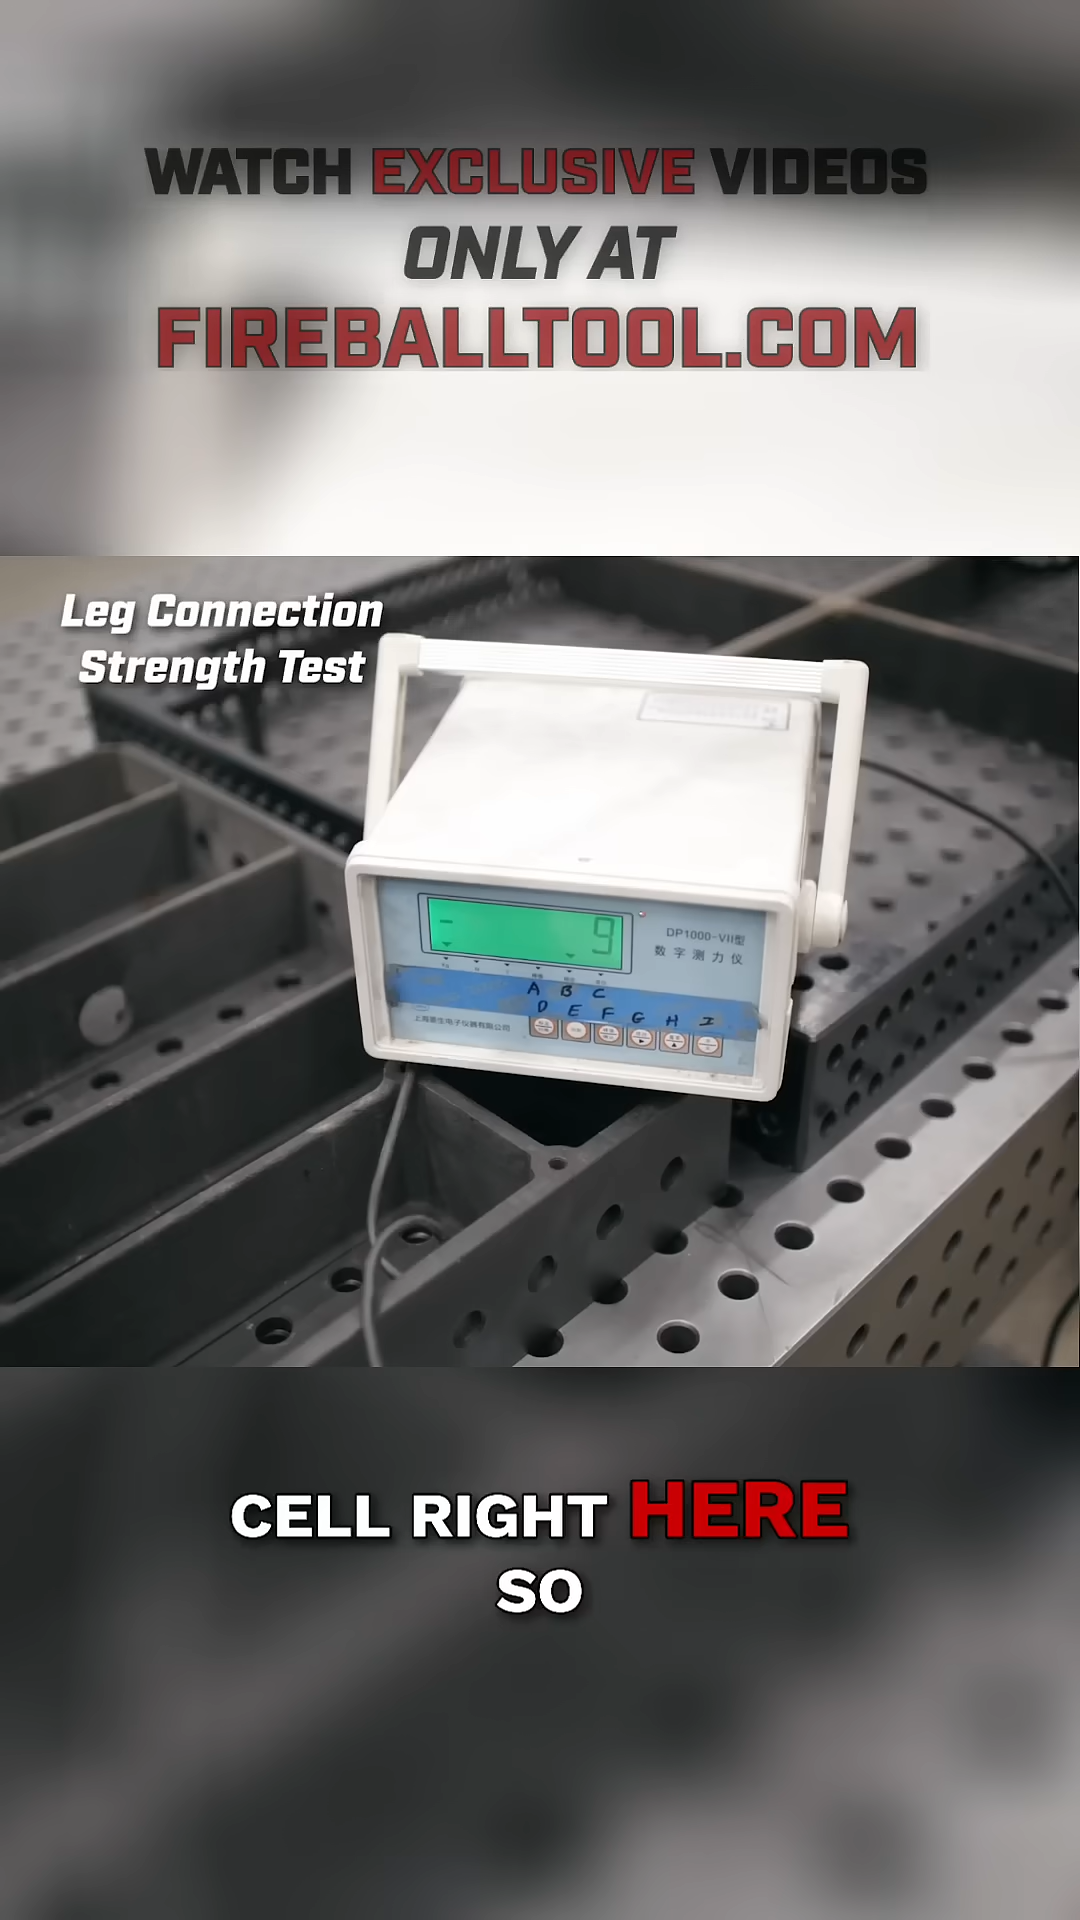 WATCH EXCLUSIVE VIDEOS
ONLY AT
FIREBALLTOOL.COM
Leg Connection
Strength Test
- 9
DP1000-VII型
数字测力仪
A B C
D E F G H I
CELL RIGHT HERE
SO